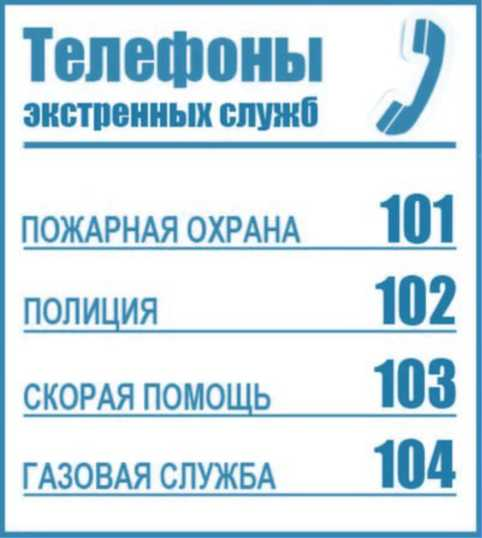 Телефоны
экстренных служб
ПОЖАРНАЯ ОХРАНА 101
ПОЛИЦИЯ 102
СКОРАЯ ПОМОЩЬ 103
ГАЗОВАЯ СЛУЖБА 104